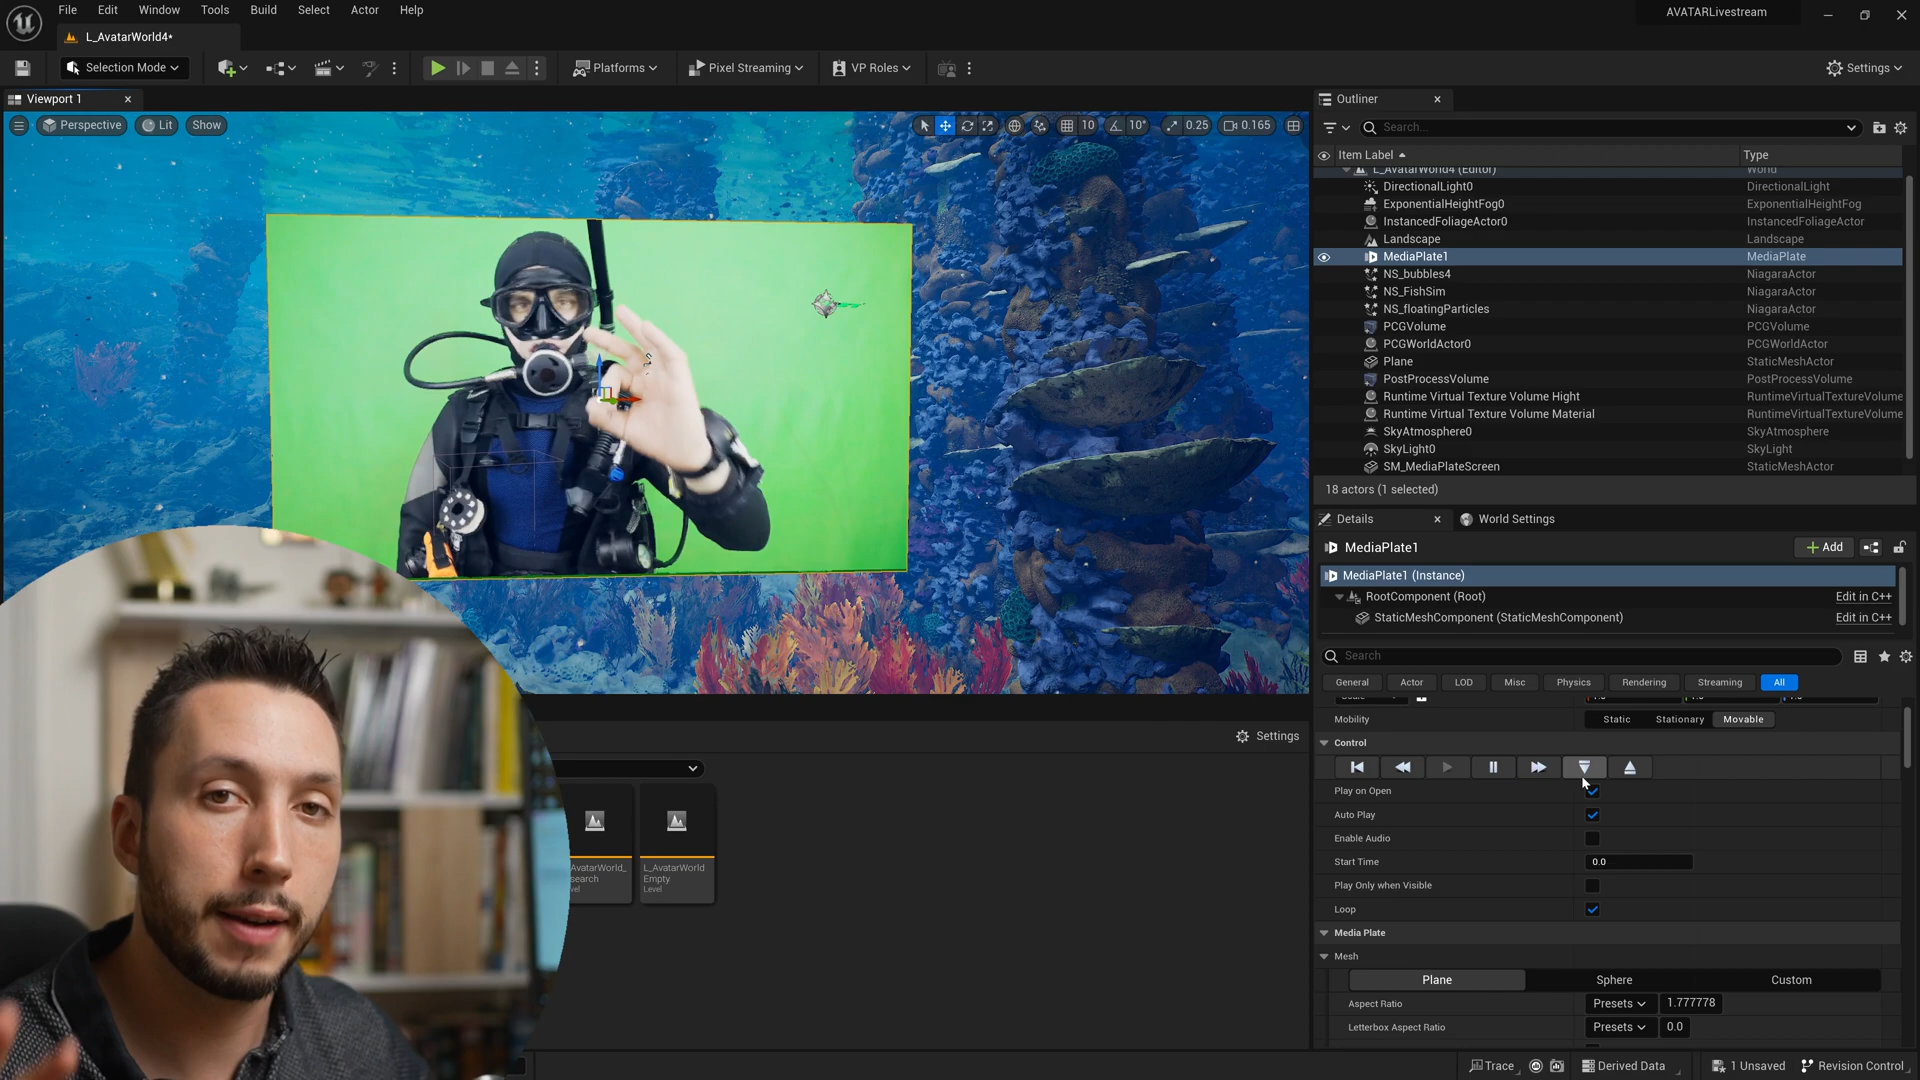 File Edit Window Tools Build Select Actor Help
AVATARLivestream
L_AvatarWorld4*
Selection Mode
Platforms
Pixel Streaming
VP Roles
Settings
Viewport 1
Perspective
Lit
Show
10
10°
0.25
0.165
Outliner
Search...
Item Label
Type
L_AvatarWorld4 (Editor)
World
DirectionalLight0
DirectionalLight
ExponentialHeightFog0
ExponentialHeightFog
InstancedFoliageActor0
InstancedFoliageActor
Landscape
Landscape
MediaPlate1
MediaPlate
NS_bubbles4
NiagaraActor
NS_FishSim
NiagaraActor
NS_floatingParticles
NiagaraActor
PCGVolume
PCGVolume
PCGWorldActor0
PCGWorldActor
Plane
StaticMeshActor
PostProcessVolume
PostProcessVolume
Runtime Virtual Texture Volume Hight
RuntimeVirtualTextureVolume
Runtime Virtual Texture Volume Material
RuntimeVirtualTextureVolume
SkyAtmosphere0
SkyAtmosphere
SkyLight0
SkyLight
SM_MediaPlateScreen
StaticMeshActor
18 actors (1 selected)
Details
World Settings
MediaPlate1
Add
MediaPlate1 (Instance)
RootComponent (Root)
Edit in C++
StaticMeshComponent (StaticMeshComponent)
Edit in C++
Search
General
Actor
LOD
Misc
Physics
Rendering
Streaming
All
Mobility
Static
Stationary
Movable
Control
Play on Open
Auto Play
Enable Audio
Start Time
0.0
Play Only when Visible
Loop
Media Plate
Mesh
Plane
Sphere
Custom
Aspect Ratio
Presets
1.777778
Letterbox Aspect Ratio
Presets
0.0
Settings
AvatarWorld_
search
vel
L_AvatarWorld
Empty
Level
Trace
Derived Data
1 Unsaved
Revision Control